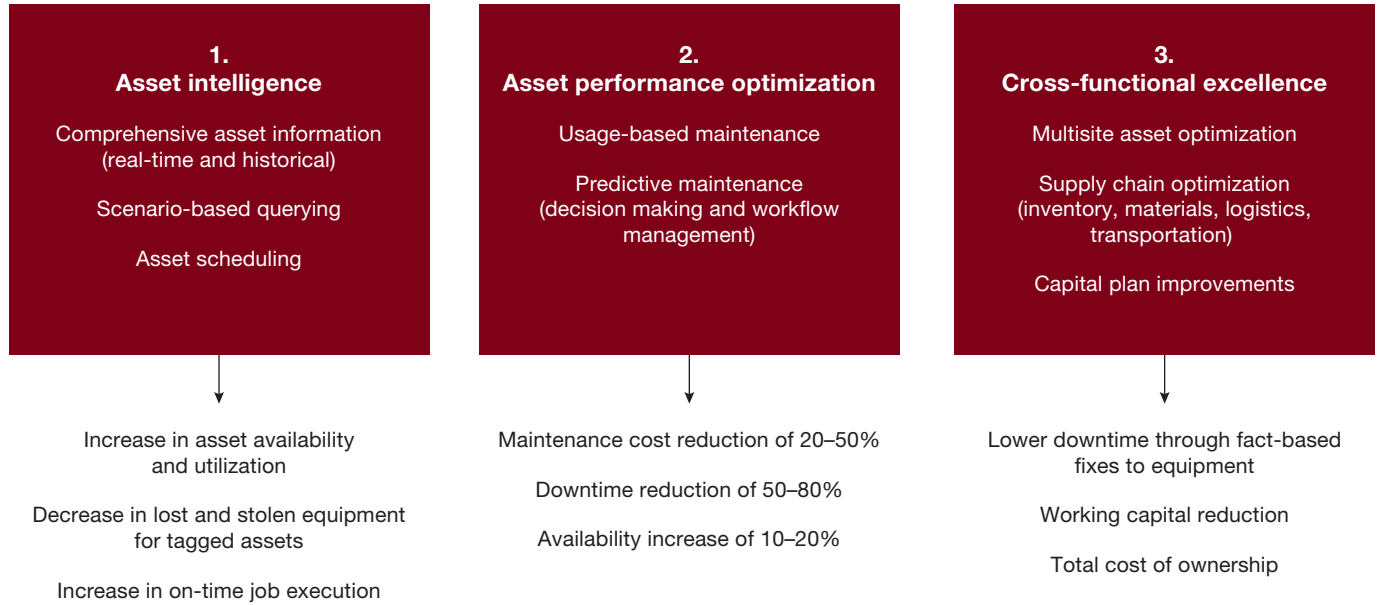 1.
Asset intelligence
Comprehensive asset information
(real-time and historical)
Scenario-based querying
Asset scheduling
Increase in asset availability
and utilization
Decrease in lost and stolen equipment
for tagged assets
Increase in on-time job execution
2.
Asset performance optimization
Usage-based maintenance
Predictive maintenance
(decision making and workflow
management)
Maintenance cost reduction of 20–50%
Downtime reduction of 50–80%
Availability increase of 10–20%
3.
Cross-functional excellence
Multisite asset optimization
Supply chain optimization
(inventory, materials, logistics,
transportation)
Capital plan improvements
Lower downtime through fact-based
fixes to equipment
Working capital reduction
Total cost of ownership